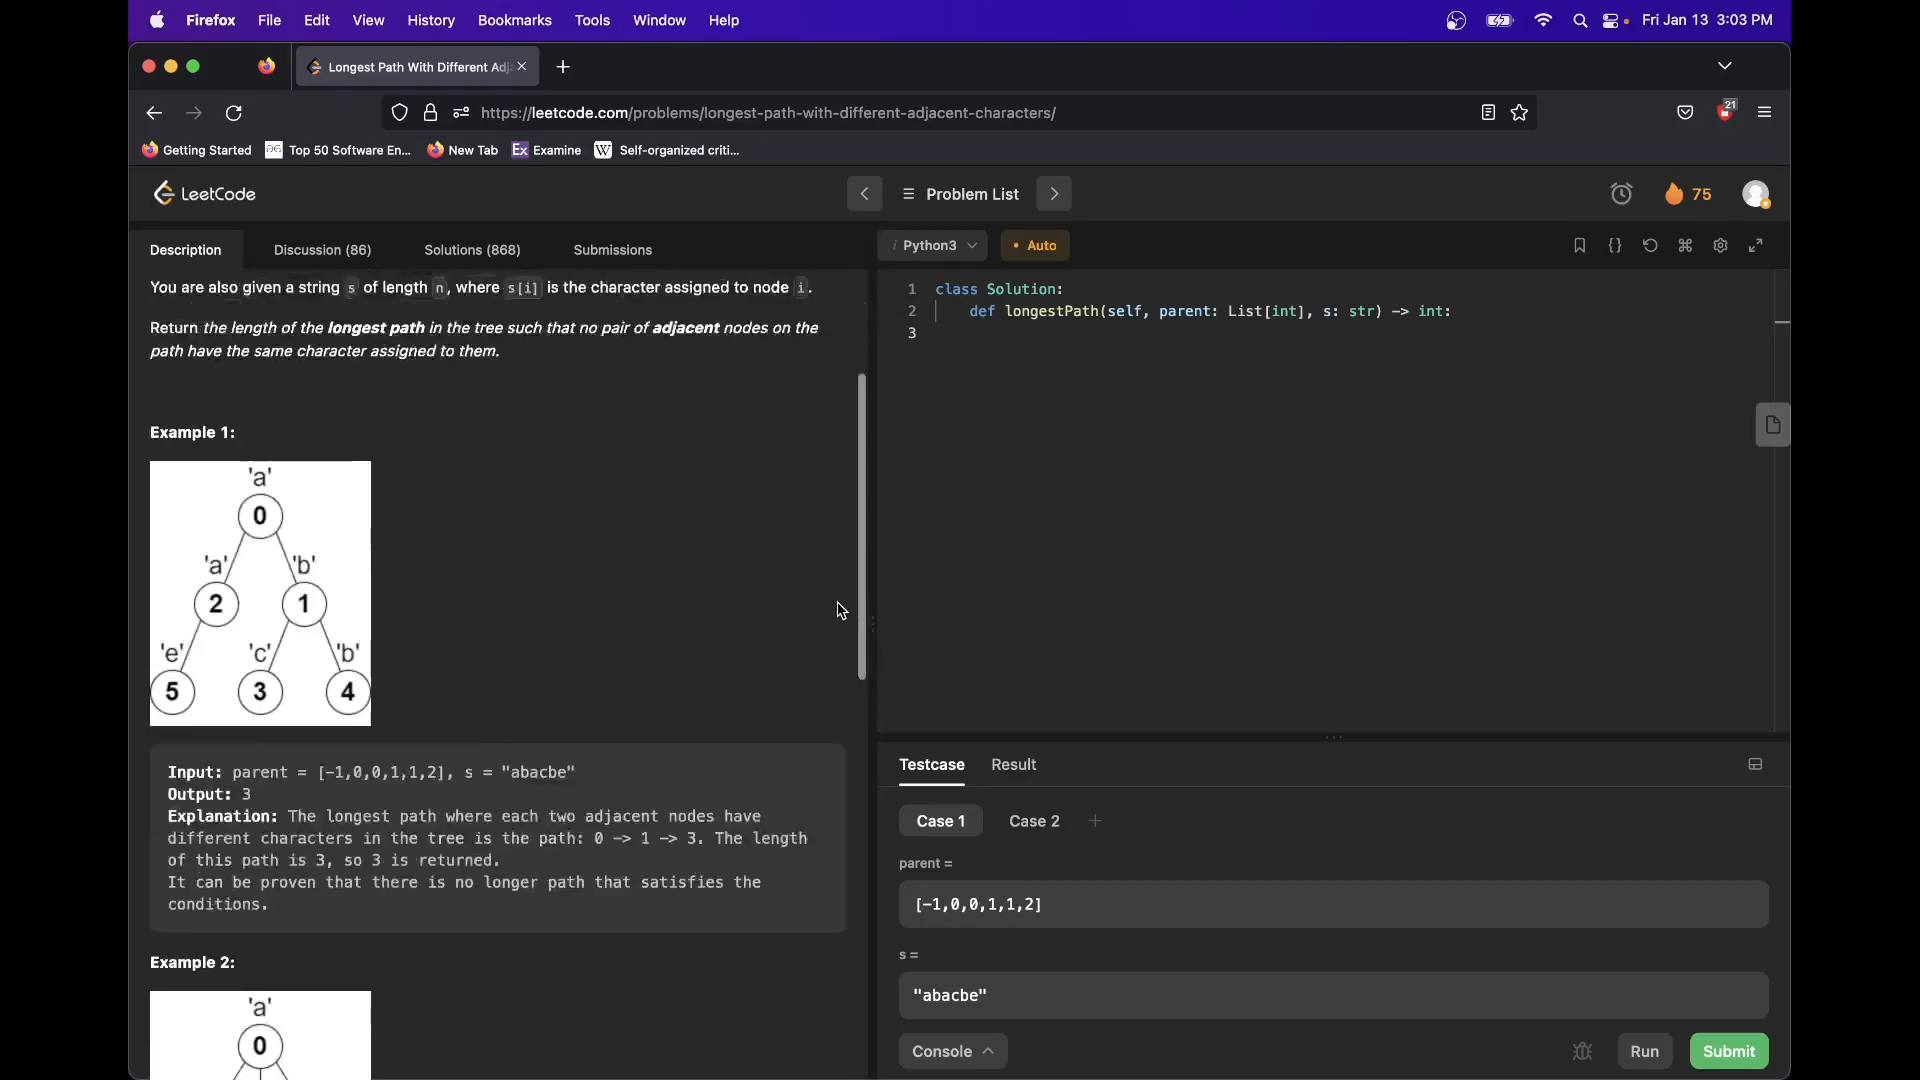 Firefox File Edit View History Bookmarks Tools Window Help Fri Jan 13 3:03 PM
Longest Path With Different Adj
https://leetcode.com/problems/longest-path-with-different-adjacent-characters/
21
Getting Started Top 50 Software En... New Tab Ex Examine W Self-organized criti...
LeetCode
Problem List
75
Description Discussion (86) Solutions (868) Submissions
You are also given a string s of length n, where s[i] is the character assigned to node i.
Return the length of the longest path in the tree such that no pair of adjacent nodes on the
path have the same character assigned to them.
Example 1:
'a'
0
'a' 'b'
2 1
'e' 'c' 'b'
5 3 4
Input: parent = [-1,0,0,1,1,2], s = "abacbe"
Output: 3
Explanation: The longest path where each two adjacent nodes have
different characters in the tree is the path: 0 -> 1 -> 3. The length
of this path is 3, so 3 is returned.
It can be proven that there is no longer path that satisfies the
conditions.
Example 2:
'a'
0
i Python3 • Auto
{}
1 class Solution:
2 def longestPath(self, parent: List[int], s: str) -> int:
3
Testcase Result
Case 1 Case 2 +
parent =
[-1,0,0,1,1,2]
s =
"abacbe"
Console Run Submit